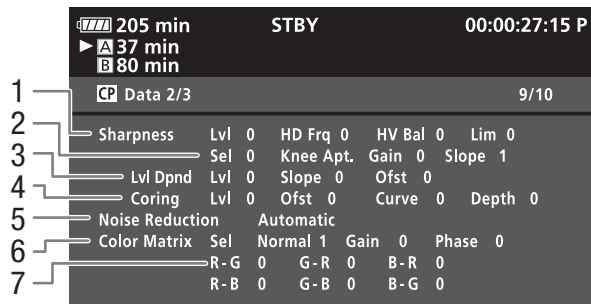 205 min STBY 00:00:27:15 P
A 37 min
B 80 min
CP Data 2/3 9/10
1 Sharpness Lvl 0 HD Frq 0 HV Bal 0 Lim 0
2 Sel 0 Knee Apt. Gain 0 Slope 1
3 Lvl Dpnd Lvl 0 Slope 0 Ofst 0
4 Coring Lvl 0 Ofst 0 Curve 0 Depth 0
5 Noise Reduction Automatic
6 Color Matrix Sel Normal 1 Gain 0 Phase 0
7 R-G 0 G-R 0 B-R 0
R-B 0 G-B 0 B-G 0